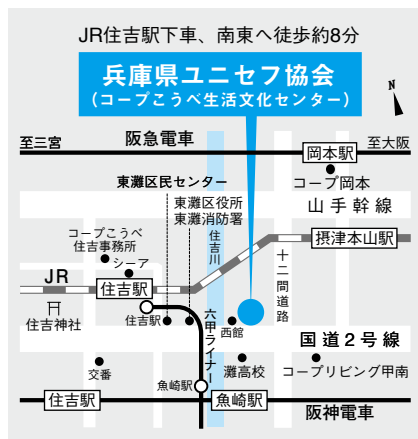 JR住吉駅下車、南東へ徒歩約8分
兵庫県ユニセフ協会
(コープこうべ生活文化センター)
N
至三宮
阪急電車
至大阪
岡本駅
コープ岡本
東灘区民センター
東灘区役所
東灘消防署
山手幹線
コープこうべ
住吉事務所
シーア
住吉川
十二間道路
摂津本山駅
JR
住吉駅
住吉神社
住吉駅
六甲ライナー
西館
国道2号線
交番
灘高校
コープリビング甲南
魚崎駅
住吉駅
魚崎駅
阪神電車